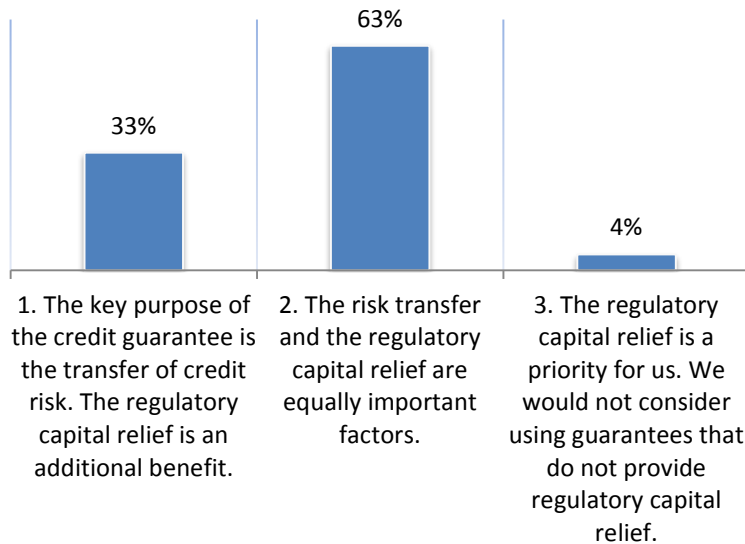 63%
33%
4%
1. The key purpose of
the credit guarantee is
the transfer of credit
risk. The regulatory
capital relief is an
additional benefit.
2. The risk transfer
and the regulatory
capital relief are
equally important
factors.
3. The regulatory
capital relief is a
priority for us. We
would not consider
using guarantees that
do not provide
regulatory capital
relief.